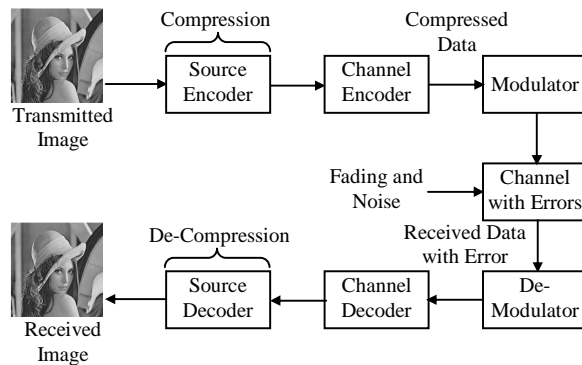 Compression
Compressed
Data
Source
Encoder
Channel
Encoder
Modulator
Transmitted
Image
Fading and
Noise
Channel
with Errors
Received Data
with Error
De-Compression
Source
Decoder
Channel
Decoder
De-
Modulator
Received
Image